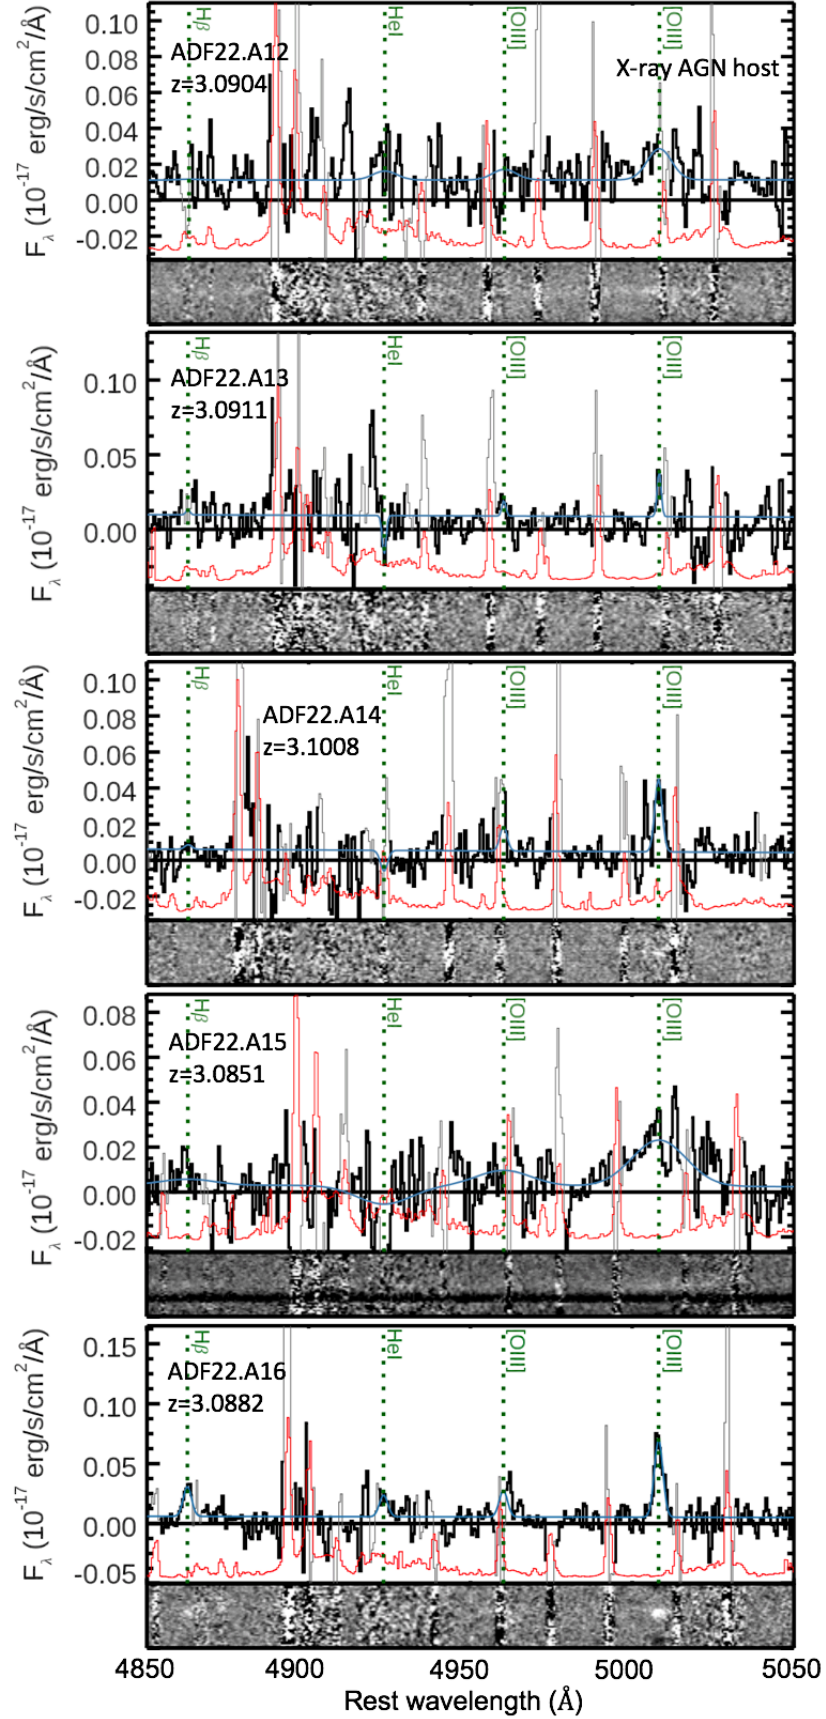 0.10
0.08
0.06
0.04
0.02
0.00
-0.02
Fλ (10⁻¹⁷ erg/s/cm²/Å)
Hβ
HeI
[OIII]
[OIII]
ADF22.A12
z=3.0904
X-ray AGN host
0.10
0.05
0.00
Fλ (10⁻¹⁷ erg/s/cm²/Å)
Hβ
HeI
[OIII]
[OIII]
ADF22.A13
z=3.0911
0.10
0.08
0.06
0.04
0.02
0.00
-0.02
Fλ (10⁻¹⁷ erg/s/cm²/Å)
Hβ
HeI
[OIII]
[OIII]
ADF22.A14
z=3.1008
0.08
0.06
0.04
0.02
0.00
-0.02
Fλ (10⁻¹⁷ erg/s/cm²/Å)
Hβ
HeI
[OIII]
[OIII]
ADF22.A15
z=3.0851
0.15
0.10
0.05
0.00
-0.05
Fλ (10⁻¹⁷ erg/s/cm²/Å)
Hβ
HeI
[OIII]
[OIII]
ADF22.A16
z=3.0882
4850 4900 4950 5000 5050
Rest wavelength (Å)